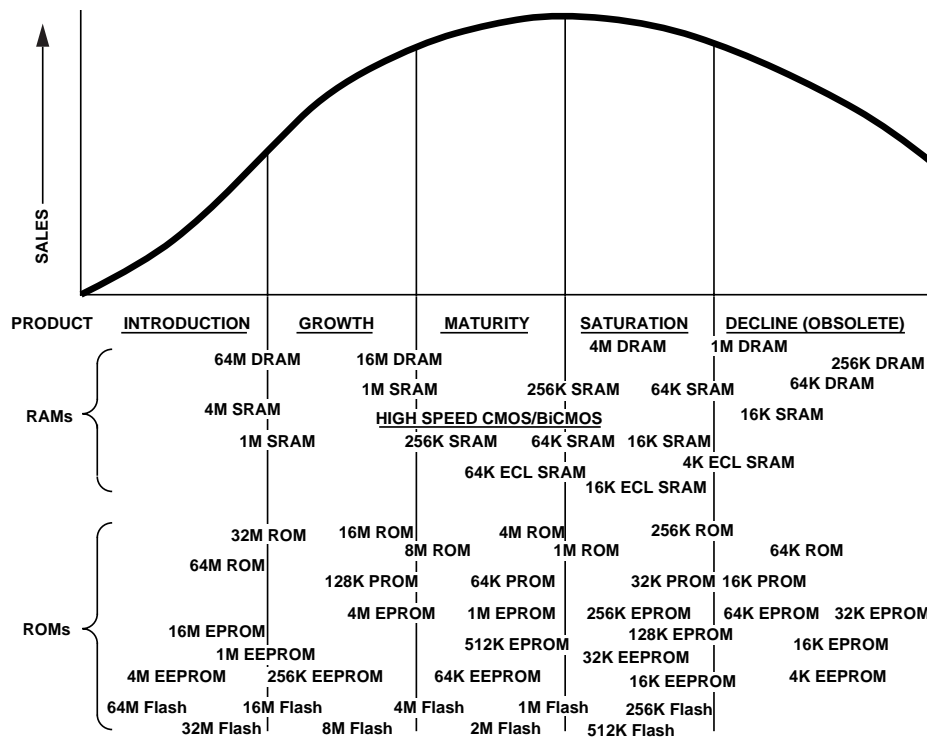 SALES
PRODUCT INTRODUCTION GROWTH MATURITY SATURATION DECLINE (OBSOLETE)
4M DRAM 1M DRAM
64M DRAM 16M DRAM 256K DRAM
64K DRAM
1M SRAM 256K SRAM 64K SRAM
RAMs 4M SRAM 16K SRAM
HIGH SPEED CMOS/BiCMOS
1M SRAM 256K SRAM 64K SRAM 16K SRAM
4K ECL SRAM
64K ECL SRAM
16K ECL SRAM
32M ROM 16M ROM 4M ROM 256K ROM
8M ROM 1M ROM 64K ROM
64M ROM
128K PROM 64K PROM 32K PROM 16K PROM
4M EPROM 1M EPROM 256K EPROM 64K EPROM 32K EPROM
ROMs 16M EPROM 128K EPROM
512K EPROM 16K EPROM
1M EEPROM 32K EEPROM
4M EEPROM 256K EEPROM 64K EEPROM 16K EEPROM 4K EEPROM
64M Flash 16M Flash 4M Flash 1M Flash 256K Flash
32M Flash 8M Flash 2M Flash 512K Flash